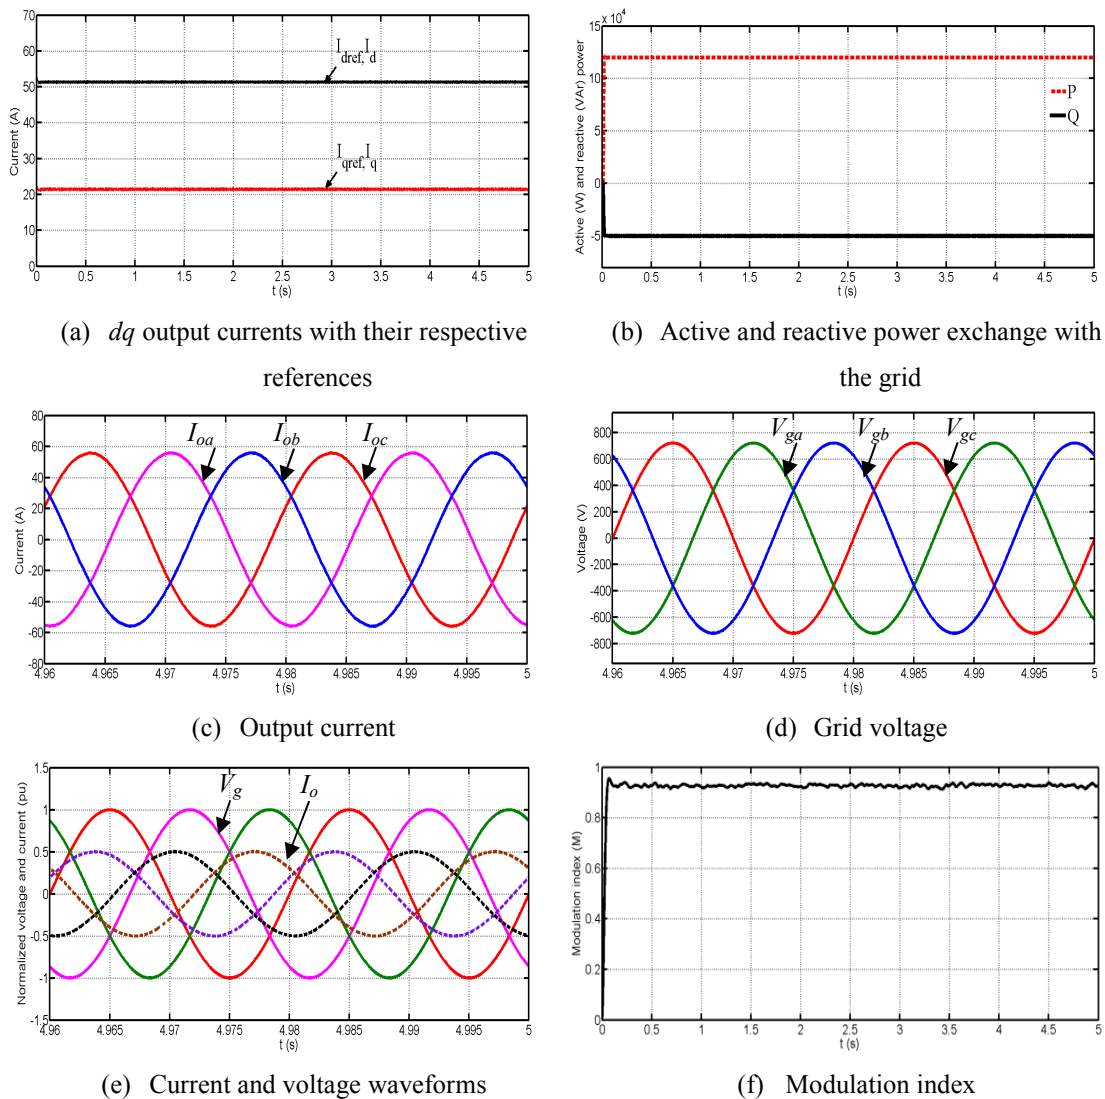 70
60
50
40
30
20
10
0
Current (A)
I dref, I d
I qref, I q
0 0.5 1 1.5 2 2.5 3 3.5 4 4.5 5
t (s)
(a) dq output currents with their respective
references
15 x 10^4
10
5
0
-5
Active (W) and reactive (VAr) power
P
Q
0 0.5 1 1.5 2 2.5 3 3.5 4 4.5 5
t (s)
(b) Active and reactive power exchange with
the grid
80
60
40
20
0
-20
-40
-60
-80
Current (A)
Ioa Iob Ioc
4.96 4.965 4.97 4.975 4.98 4.985 4.99 4.995 5
t (s)
(c) Output current
800
600
400
200
0
-200
-400
-600
-800
Voltage (V)
Vga Vgb Vgc
4.96 4.965 4.97 4.975 4.98 4.985 4.99 4.995 5
t (s)
(d) Grid voltage
1.5
1
0.5
0
-0.5
-1
-1.5
Normalized voltage and current (pu)
Vg Io
4.96 4.965 4.97 4.975 4.98 4.985 4.99 4.995 5
t (s)
(e) Current and voltage waveforms
1
0.8
0.6
0.4
0.2
0
Modulation index (M)
0 0.5 1 1.5 2 2.5 3 3.5 4 4.5 5
t (s)
(f) Modulation index